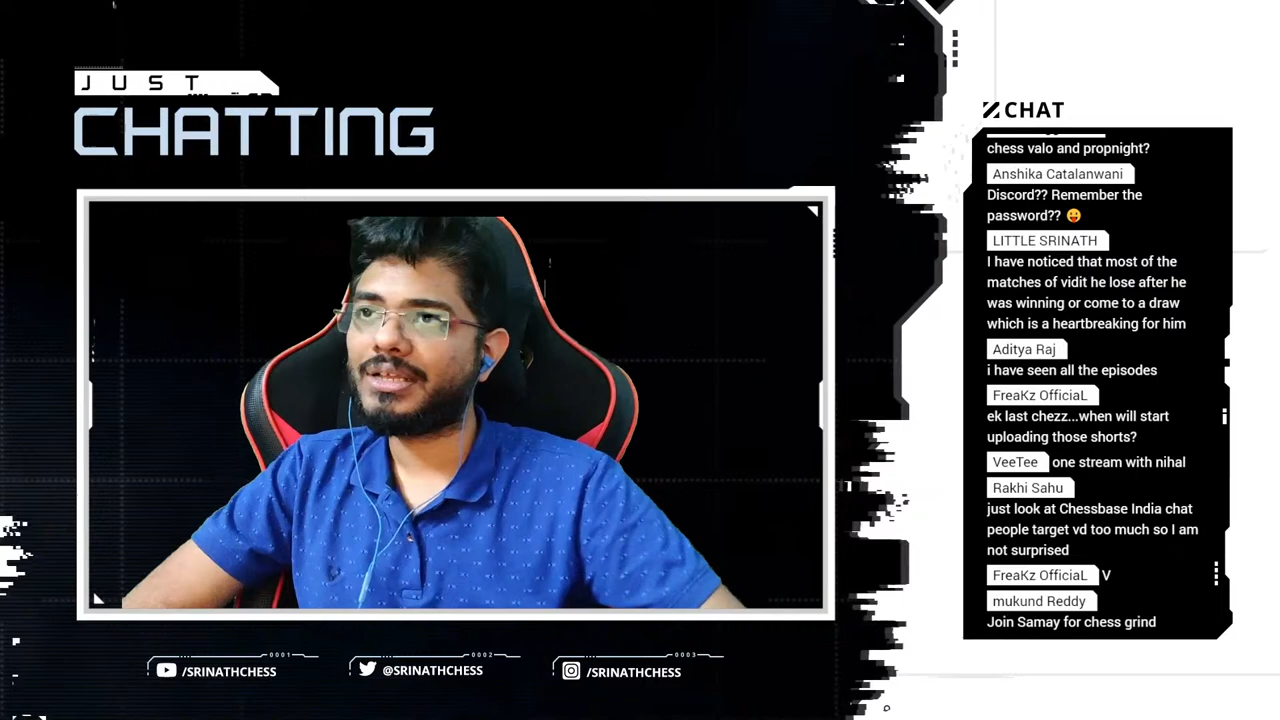 JUST
CHATTING
CHAT
chess valo and propnight?
Anshika Catalanwani
Discord?? Remember the
password?? 😛
LITTLE SRINATH
I have noticed that most of the
matches of vidit he lose after he
was winning or come to a draw
which is a heartbreaking for him
Aditya Raj
i have seen all the episodes
FreaKz OfficiaL
ek last chezz...when will start
uploading those shorts?
VeeTee one stream with nihal
Rakhi Sahu
just look at Chessbase India chat
people target vd too much so I am
not surprised
FreaKz OfficiaL V
mukund Reddy
Join Samay for chess grind
0001
/SRINATHCHESS
0002
@SRINATHCHESS
0003
/SRINATHCHESS